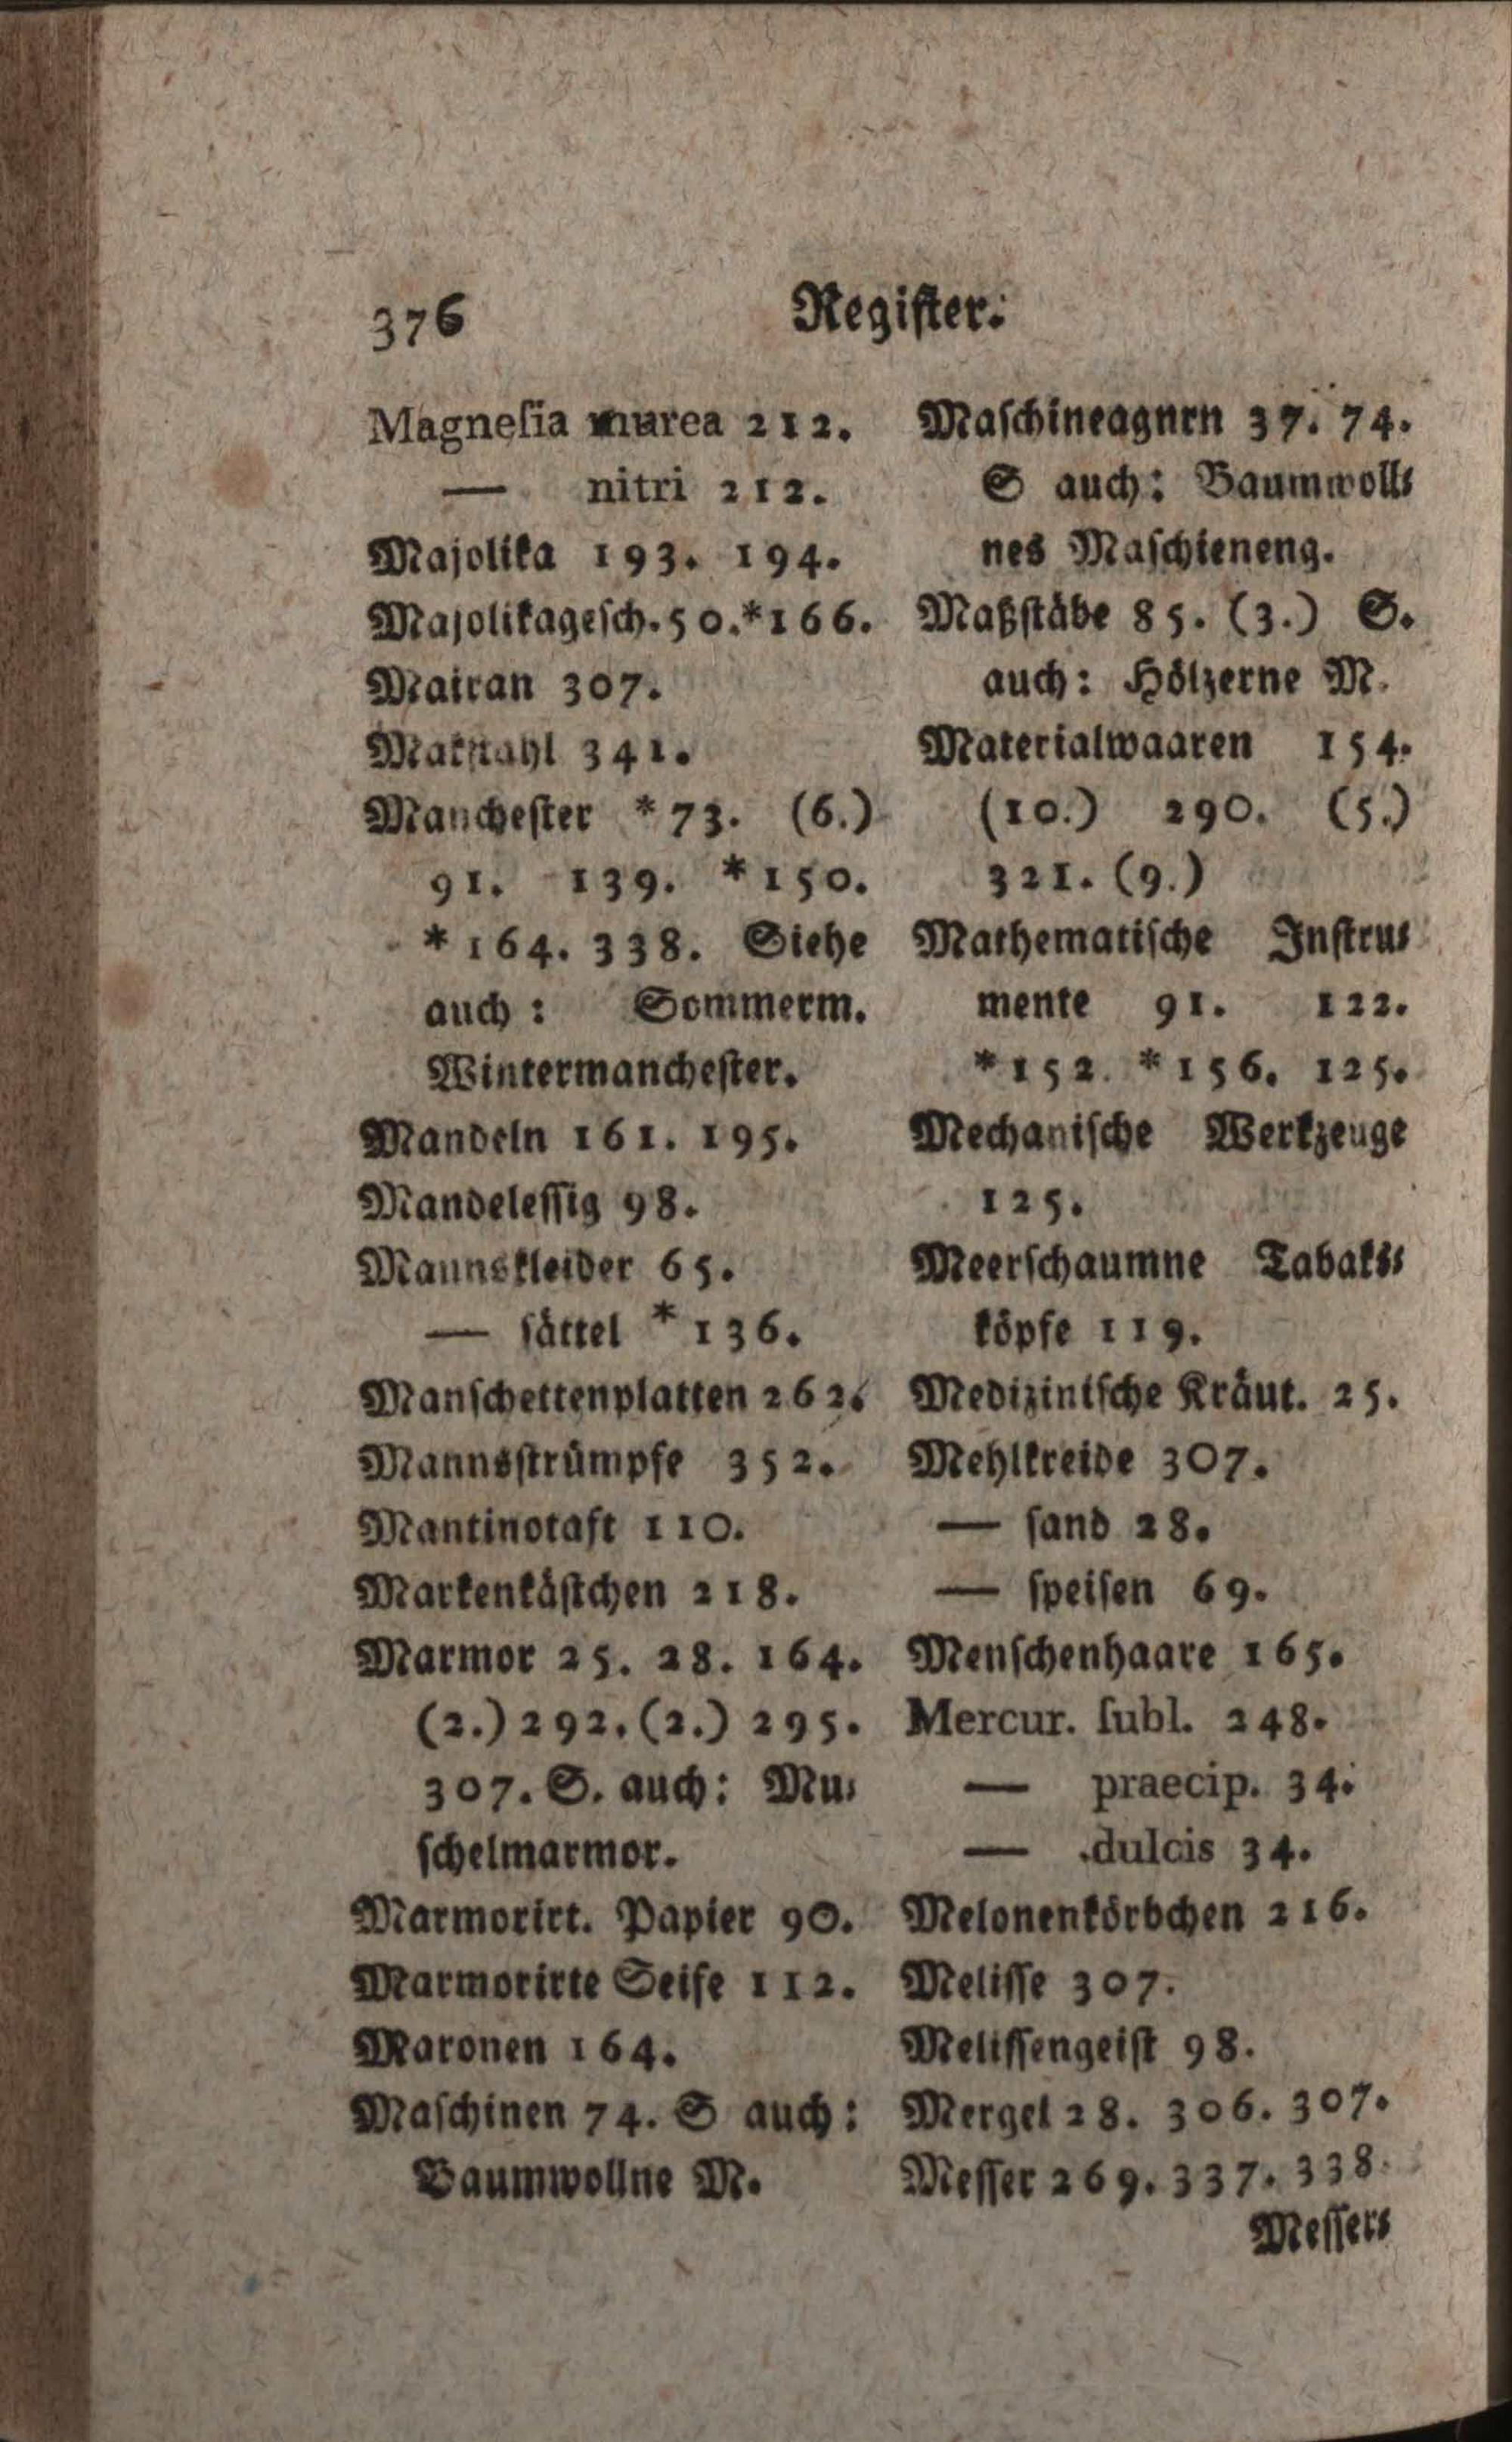 376
Regiſter.
Magneſia murea 212.
— nitri 212.
Majolika 193. 194.
Majolikageſch. 50. *166.
Mairan 307.
Makſtahl 341.
Mancheſter *73. (6.)
91. 139. *150.
*164. 338. Siehe
auch: Sommerm.
Wintermancheſter.
Mandeln 161. 195.
Mandeleſſig 98.
Mannskleider 65.
— ſättel *136.
Manſchettenplatten 262.
Mannsſtrümpfe 352.
Mantinotaft 110.
Markenkäſtchen 218.
Marmor 25. 28. 164.
(2.) 292. (2.) 295.
307. S. auch: Mu⸗
ſchelmarmor.
Marmorirt. Papier 90.
Marmorirte Seife 112.
Maronen 164.
Maſchinen 74. S auch:
Baumwollne M.
Maſchineagnrn 37. 74.
S auch: Baumwoll⸗
nes Maſchieneng.
Maßſtäbe 85. (3.) S.
auch: Hölzerne M.
Materialwaaren 154.
(10.) 290. (5.)
321. (9.)
Mathematiſche Inſtru⸗
mente 91. 122.
*152. *156. 125.
Mechaniſche Werkzeuge
125.
Meerſchaumne Tabaks⸗
köpfe 119.
Mediziniſche Kräut. 25.
Mehlkreide 307.
— ſand 28.
— ſpeiſen 69.
Menſchenhaare 165.
Mercur. ſubl. 248.
— praecip. 34.
— dulcis 34.
Melonenkörbchen 216.
Meliſſe 307.
Meliſſengeiſt 98.
Mergel 28. 306. 307.
Meſſer 269. 337. 338.
Meſſer⸗